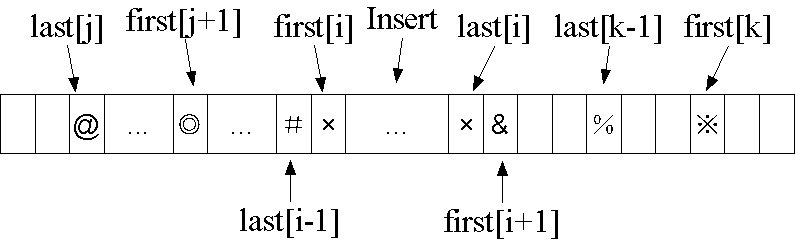 last[j] first[j+1] first[i] Insert last[i] last[k-1] first[k]
@ ... ◎ ... # × ... × & % ※
last[i-1] first[i+1]